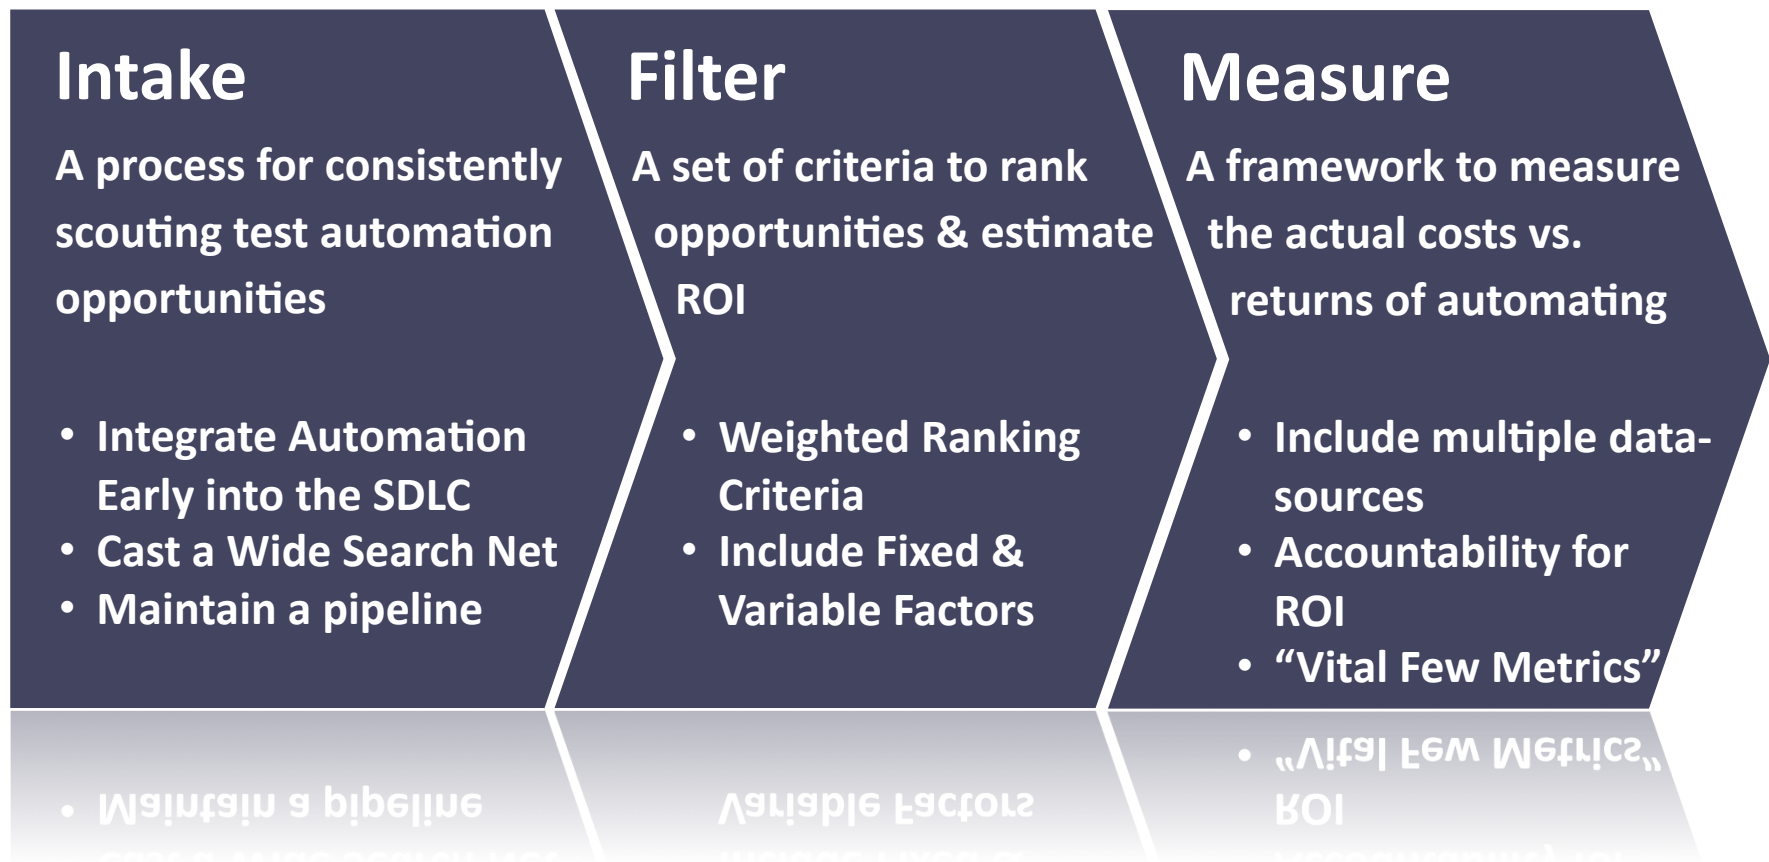 Intake
A process for consistently
scouting test automation
opportunities
• Integrate Automation
Early into the SDLC
• Cast a Wide Search Net
• Maintain a pipeline
Filter
A set of criteria to rank
opportunities & estimate
ROI
• Weighted Ranking
Criteria
• Include Fixed &
Variable Factors
Measure
A framework to measure
the actual costs vs.
returns of automating
• Include multiple data-
sources
• Accountability for
ROI
• “Vital Few Metrics”